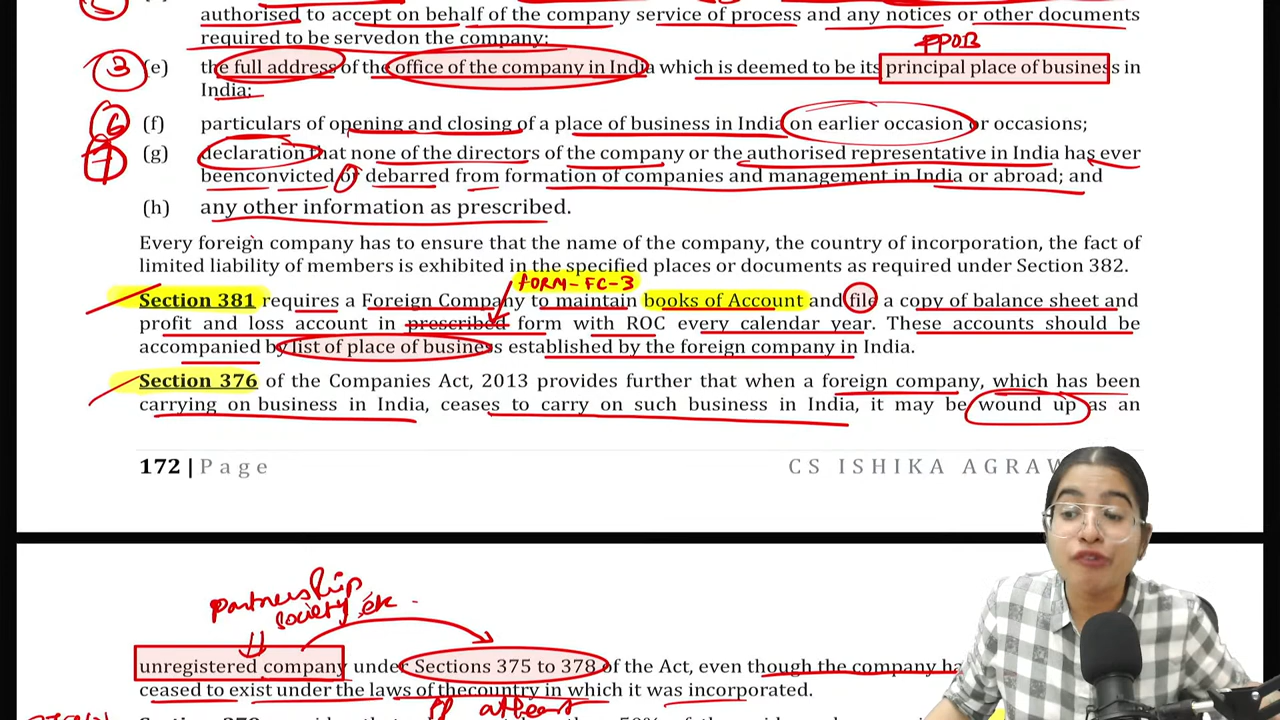 authorised to accept on behalf of the company service of process and any notices or other documents
required to be servedon the company;
PPOB
3 (e) the full address of the office of the company in India which is deemed to be its principal place of business in
India;
6 (f) particulars of opening and closing of a place of business in India on earlier occasion or occasions;
7 (g) declaration that none of the directors of the company or the authorised representative in India has ever
beenconvicted or debarred from formation of companies and management in India or abroad; and
(h) any other information as prescribed.
Every foreign company has to ensure that the name of the company, the country of incorporation, the fact of
limited liability of members is exhibited in the specified places or documents as required under Section 382.
FORM-FC-3
Section 381 requires a Foreign Company to maintain books of Account and file a copy of balance sheet and
profit and loss account in prescribed form with ROC every calendar year. These accounts should be
accompanied by list of place of business established by the foreign company in India.
Section 376 of the Companies Act, 2013 provides further that when a foreign company, which has been
carrying on business in India, ceases to carry on such business in India, it may be wound up as an
172 | Page CS ISHIKA AGRAW
partnership
society etc
unregistered company under Sections 375 to 378 of the Act, even though the company ha
ceased to exist under the laws of thecountry in which it was incorporated.
atleast